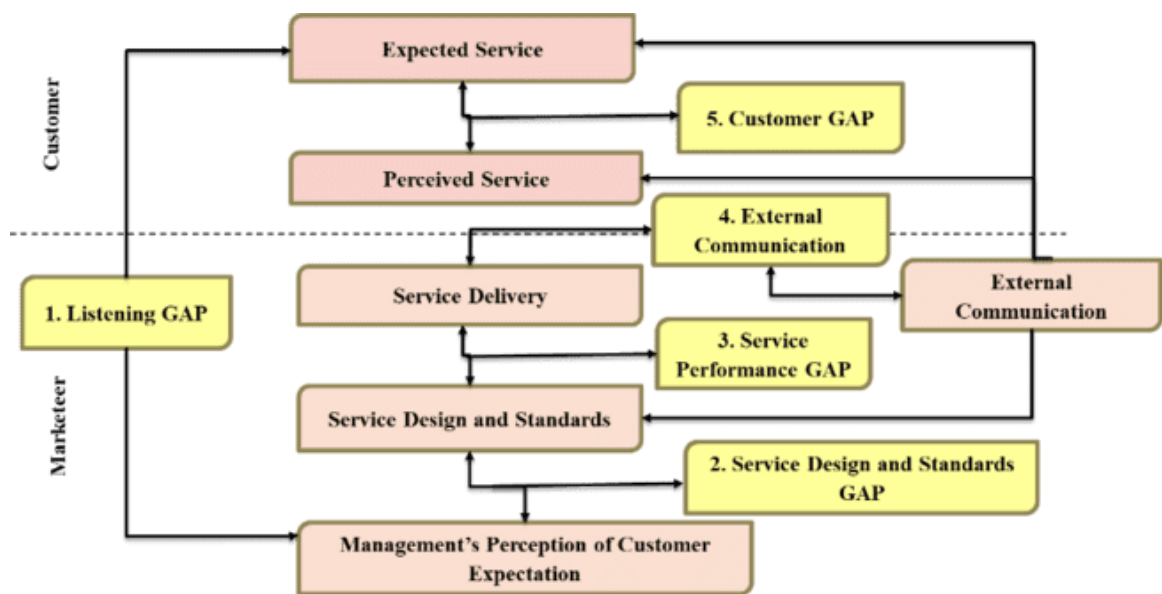 Customer
Expected Service
5. Customer GAP
Perceived Service
4. External
Communication
Marketeer
1. Listening GAP
Service Delivery
External
Communication
3. Service
Performance GAP
Service Design and Standards
2. Service Design and Standards
GAP
Management's Perception of Customer
Expectation